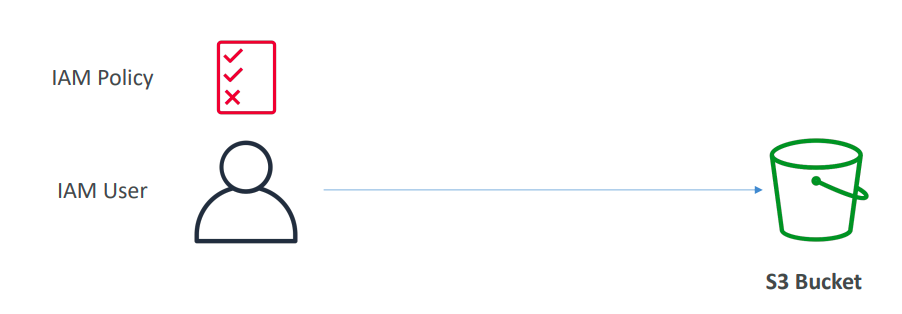 IAM Policy
IAM User
S3 Bucket